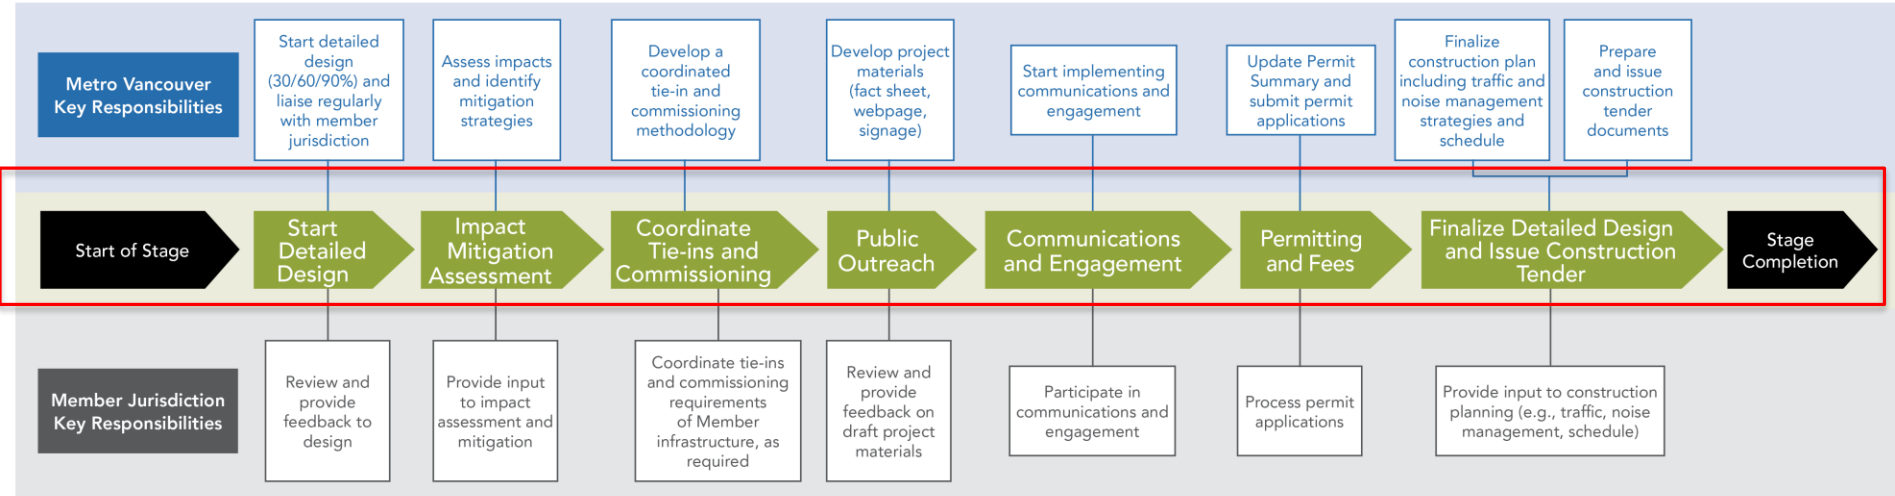 Metro Vancouver
Key Responsibilities
Start detailed
design
(30/60/90%) and
liaise regularly
with member
jurisdiction
Assess impacts
and identify
mitigation
strategies
Develop a
coordinated
tie-in and
commissioning
methodology
Develop project
materials
(fact sheet,
webpage,
signage)
Start implementing
communications and
engagement
Update Permit
Summary and
submit permit
applications
Finalize
construction plan
including traffic and
noise management
strategies and
schedule
Prepare
and issue
construction
tender
documents
Start of Stage
Start
Detailed
Design
Impact
Mitigation
Assessment
Coordinate
Tie-ins and
Commissioning
Public
Outreach
Communications
and Engagement
Permitting
and Fees
Finalize Detailed Design
and Issue Construction
Tender
Stage
Completion
Member Jurisdiction
Key Responsibilities
Review and
provide
feedback to
design
Provide input
to impact
assessment and
mitigation
Coordinate tie-ins
and commissioning
requirements
of Member
infrastructure, as
required
Review and
provide
feedback on
draft project
materials
Participate in
communications and
engagement
Process permit
applications
Provide input to construction
planning (e.g., traffic, noise
management, schedule)